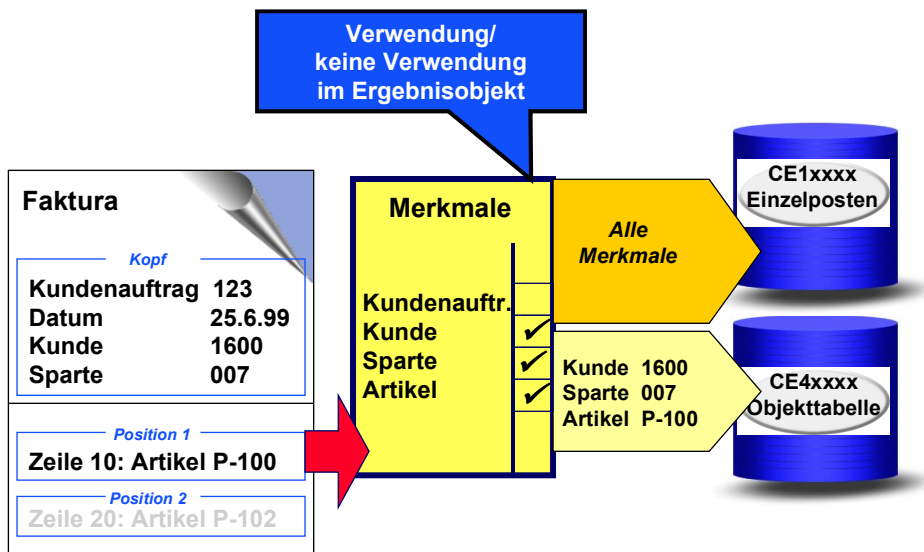 Verwendung/
keine Verwendung
im Ergebnisobjekt
Faktura
Kopf
Kundenauftrag 123
Datum 25.6.99
Kunde 1600
Sparte 007
Position 1
Zeile 10: Artikel P-100
Position 2
Zeile 20: Artikel P-102
Merkmale
Kundenauftr.
Kunde ✓
Sparte ✓
Artikel ✓
Alle
Merkmale
Kunde 1600
Sparte 007
Artikel P-100
CE1xxxx
Einzelposten
CE4xxxx
Objekttabelle